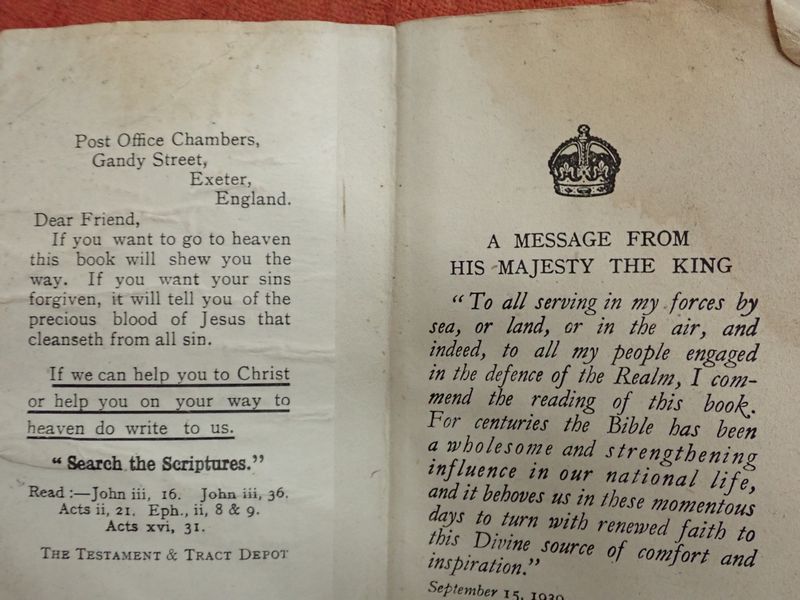 Post Office Chambers,
Gandy Street,
Exeter,
England.
Dear Friend,
If you want to go to heaven
this book will shew you the
way. If you want your sins
forgiven, it will tell you of the
precious blood of Jesus that
cleanseth from all sin.
If we can help you to Christ
or help you on your way to
heaven do write to us.
"Search the Scriptures."
Read :—John iii, 16. John iii, 36.
Acts ii, 21. Eph., ii, 8 & 9.
Acts xvi, 31.
THE TESTAMENT & TRACT DEPOT
A MESSAGE FROM
HIS MAJESTY THE KING
"To all serving in my forces by
sea, or land, or in the air, and
indeed, to all my people engaged
in the defence of the Realm, I com-
mend the reading of this book.
For centuries the Bible has been
a wholesome and strengthening
influence in our national life,
and it behoves us in these momentous
days to turn with renewed faith to
this Divine source of comfort and
inspiration."
September 15, 1939